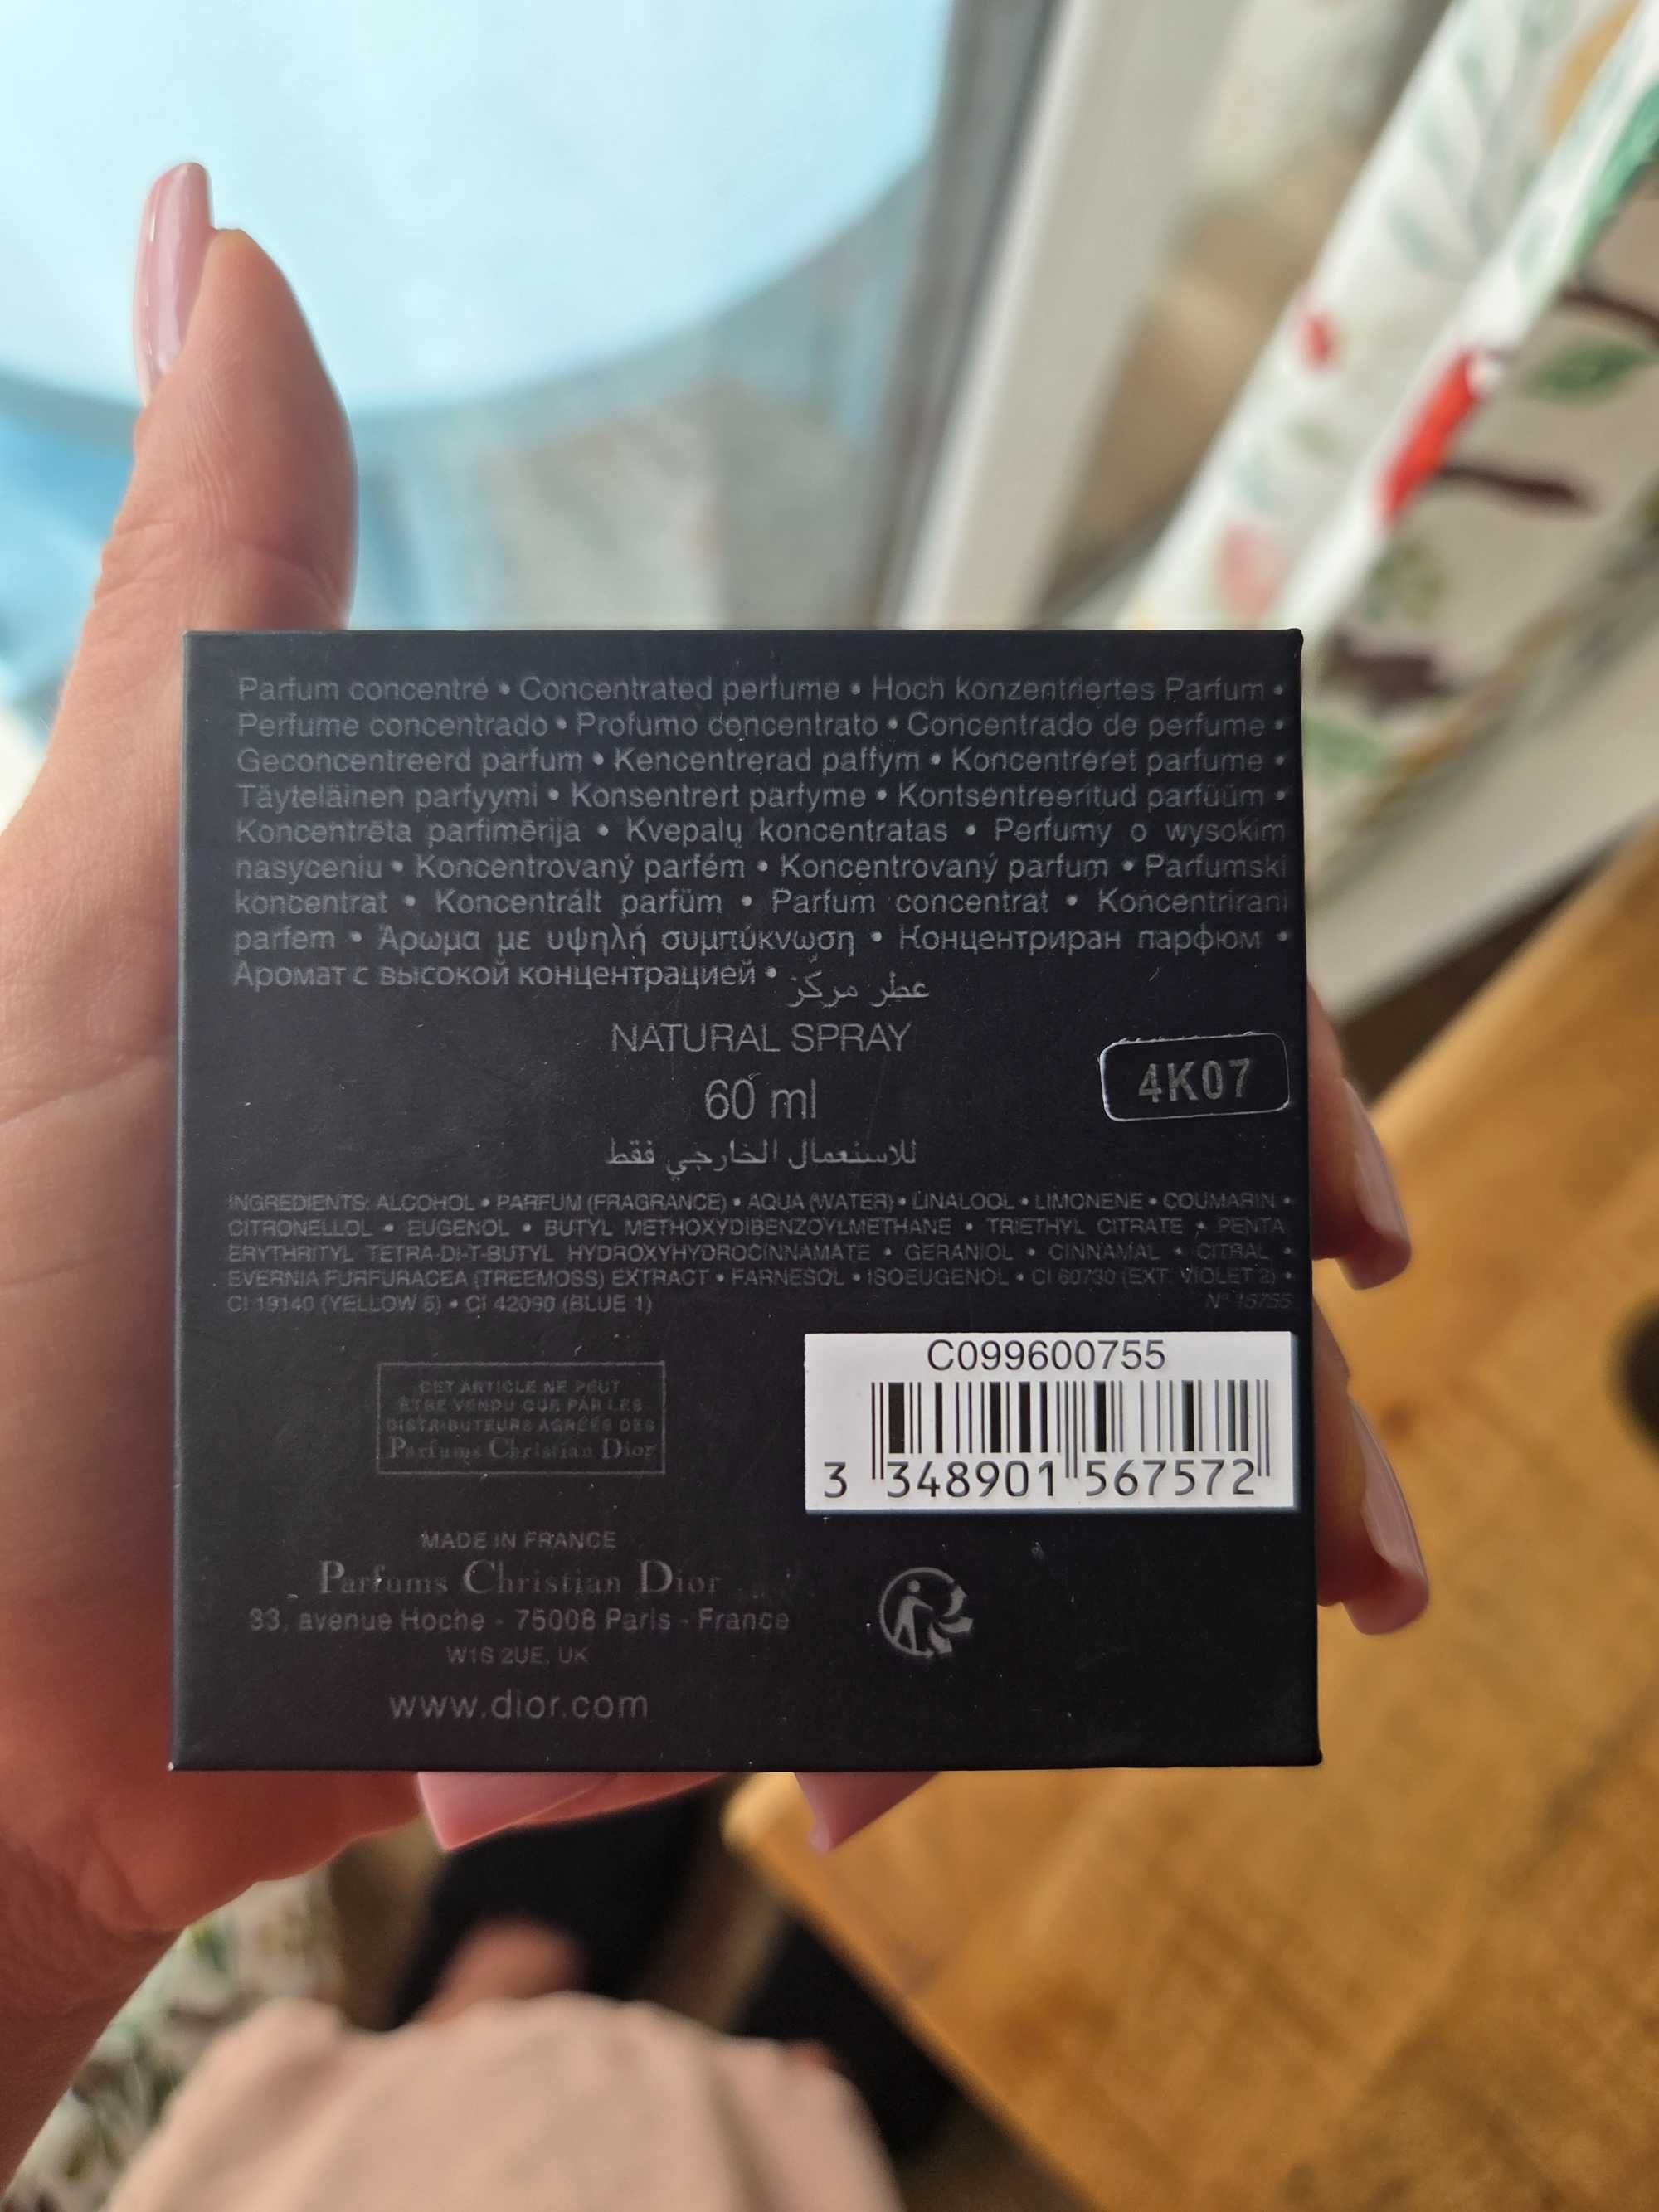 Parfum concentré • Concentrated perfume • Hoch konzentriertes Parfum •
Perfume concentrado • Profumo concentrato • Concentrado de perfume •
Geconcentreerd parfum • Kencentrerad paffym • Koncentreret parfume •
Täyteläinen parfyymi • Konsentrert parfyme • Kontsentreeritud parfüüm •
Koncentrēta parfimērija • Kvepalų koncentratas • Perfumy o wysokim
nasyceniu • Koncentrovaný parfém • Koncentrovaný parfum • Parfumski
koncentrat • Koncentrált parfüm • Parfum concentrat • Koncentrirani
parfem • Άρωμα με υψηλή συμπύκνωση • Концентриран парфюм •
Аромат с высокой концентрацией • عطر مركز
NATURAL SPRAY
60 ml
4K07
للاستعمال الخارجي فقط
INGREDIENTS: ALCOHOL • PARFUM (FRAGRANCE) • AQUA (WATER) • LINALOOL • LIMONENE • COUMARIN •
CITRONELLOL • EUGENOL • BUTYL METHOXYDIBENZOYLMETHANE • TRIETHYL CITRATE • PENTA
ERYTHRITYL TETRA-DI-T-BUTYL HYDROXYHYDROCINNAMATE • GERANIOL • CINNAMAL • CITRAL •
EVERNIA FURFURACEA (TREEMOSS) EXTRACT • FARNESOL • ISOEUGENOL • CI 60730 (EXT. VIOLET 2) •
CI 19140 (YELLOW 5) • CI 42090 (BLUE 1)
N° 15755
C099600755
3 348901 567572
CET ARTICLE NE PEUT
ÊTRE VENDU QUE PAR LES
DISTRIBUTEURS AGRÉÉS DES
Parfums Christian Dior
MADE IN FRANCE
Parfums Christian Dior
33, avenue Hoche - 75008 Paris - France
W1S 2UE, UK
www.dior.com